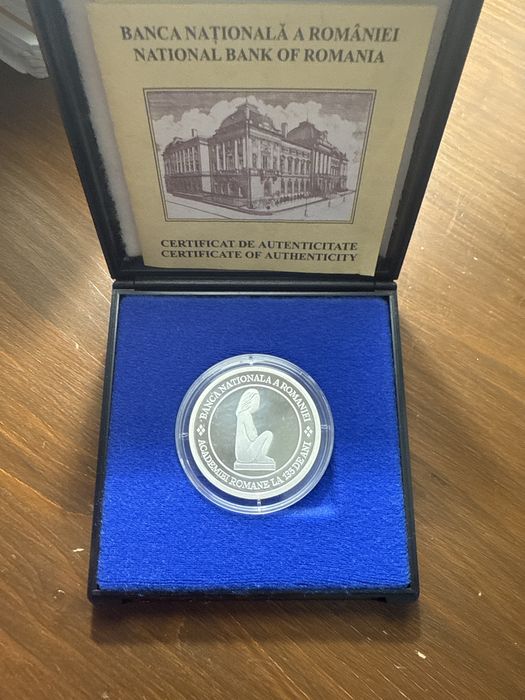 BANCA NAȚIONALĂ A ROMÂNIEI
NATIONAL BANK OF ROMANIA
CERTIFICAT DE AUTENTICITATE
CERTIFICATE OF AUTHENTICITY
BANCA NATIONALA A ROMANIEI
ACADEMIEI ROMANE LA 135 DE ANI